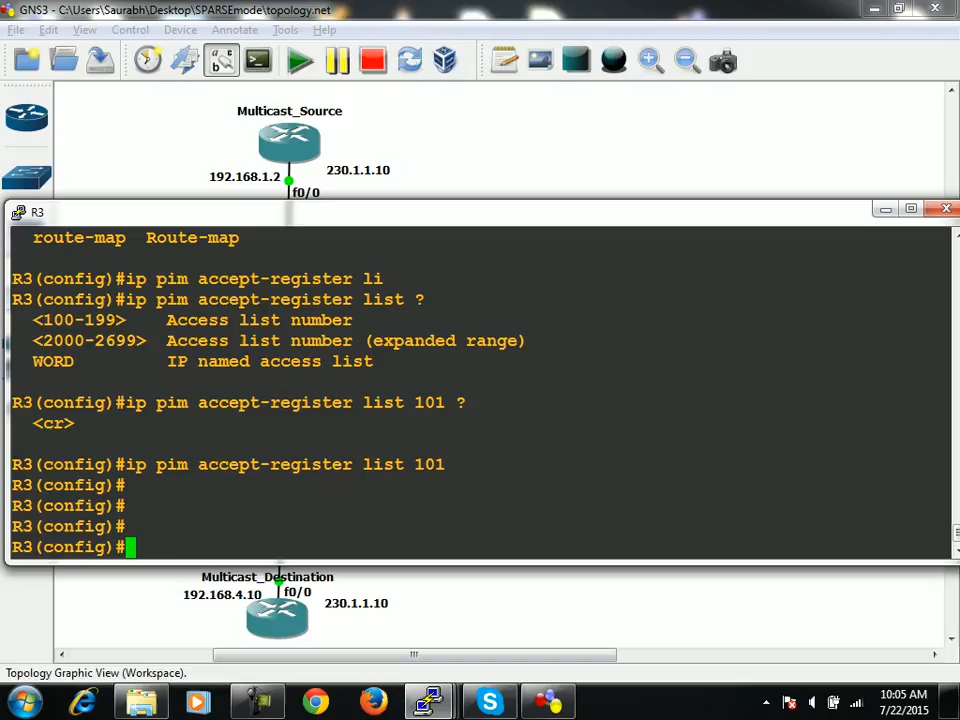 GNS3 - C:\Users\Saurabh\Desktop\SPARSEmode\topology.net
File Edit View Control Device Annotate Tools Help
Multicast_Source
230.1.1.10
192.168.1.2
f0/0
R3
route-map  Route-map
R3(config)#ip pim accept-register li
R3(config)#ip pim accept-register list ?
<100-199>    Access list number
<2000-2699>  Access list number (expanded range)
WORD         IP named access list
R3(config)#ip pim accept-register list 101 ?
<cr>
R3(config)#ip pim accept-register list 101
R3(config)#
R3(config)#
R3(config)#
R3(config)#
Multicast_Destination
192.168.4.10 f0/0
230.1.1.10
Topology Graphic View (Workspace).
10:05 AM
7/22/2015